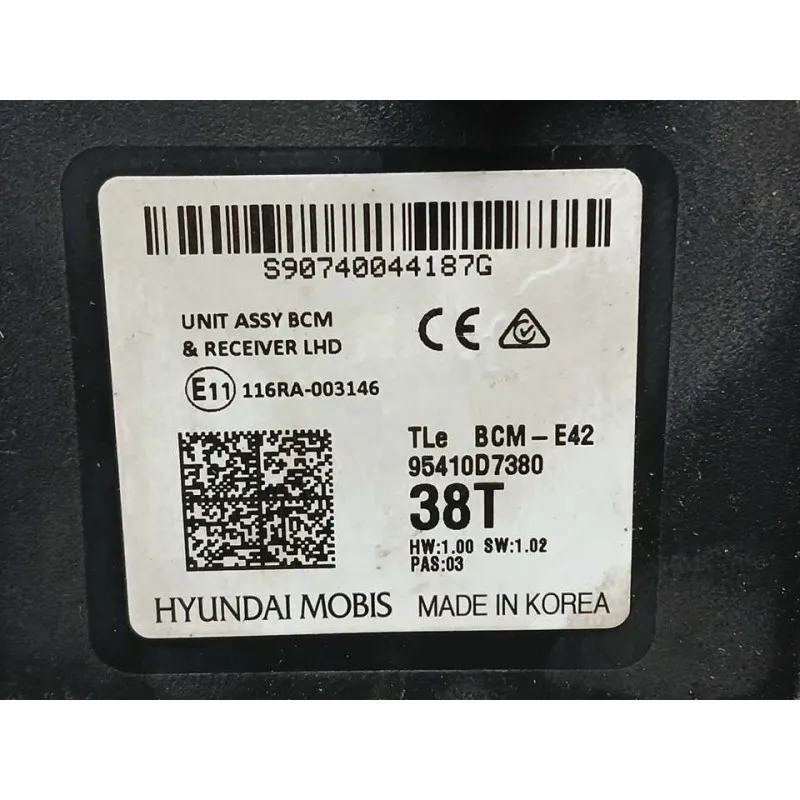 S90740044187G
UNIT ASSY BCM
& RECEIVER LHD
CE
E11 116RA-003146
TLe BCM-E42
95410D7380
38T
HW:1.00 SW:1.02
PAS:03
HYUNDAI MOBIS MADE IN KOREA